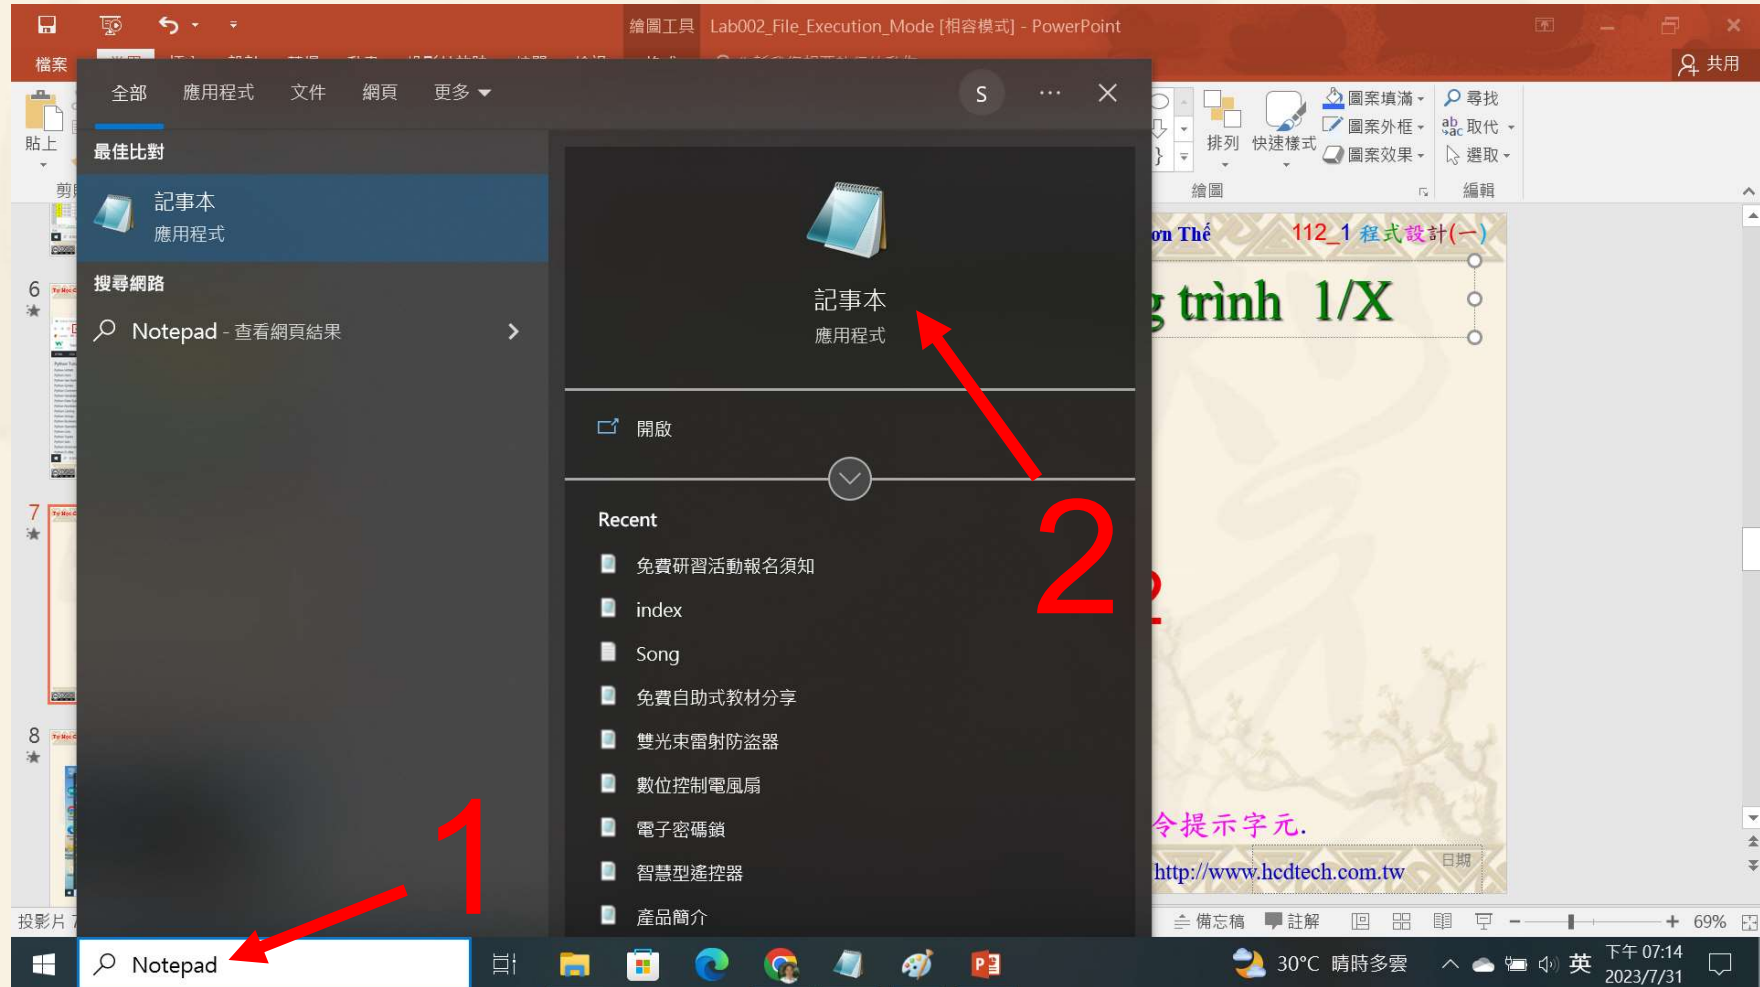 繪圖工具 Lab002_File_Execution_Mode [相容模式] - PowerPoint
檔案
共用
全部 應用程式 文件 網頁 更多
S
貼上
排列
快速樣式
圖案填滿
圖案外框
圖案效果
尋找
取代
選取
繪圖
編輯
最佳比對
記事本
應用程式
搜尋網路
Notepad - 查看網頁結果
記事本
應用程式
開啟
Recent
免費研習活動報名須知
index
Song
免費自助式教材分享
雙光束雷射防盜器
數位控制電風扇
電子密碼鎖
智慧型遙控器
產品簡介
1
2
6
7
8
ơn Thế
112_1 程式設計(一)
g trình 1/X
2
令提示字元.
日期
http://www.hcdtech.com.tw
投影片 7
備忘稿 註解
69%
Notepad
30°C 晴時多雲
英
下午 07:14
2023/7/31